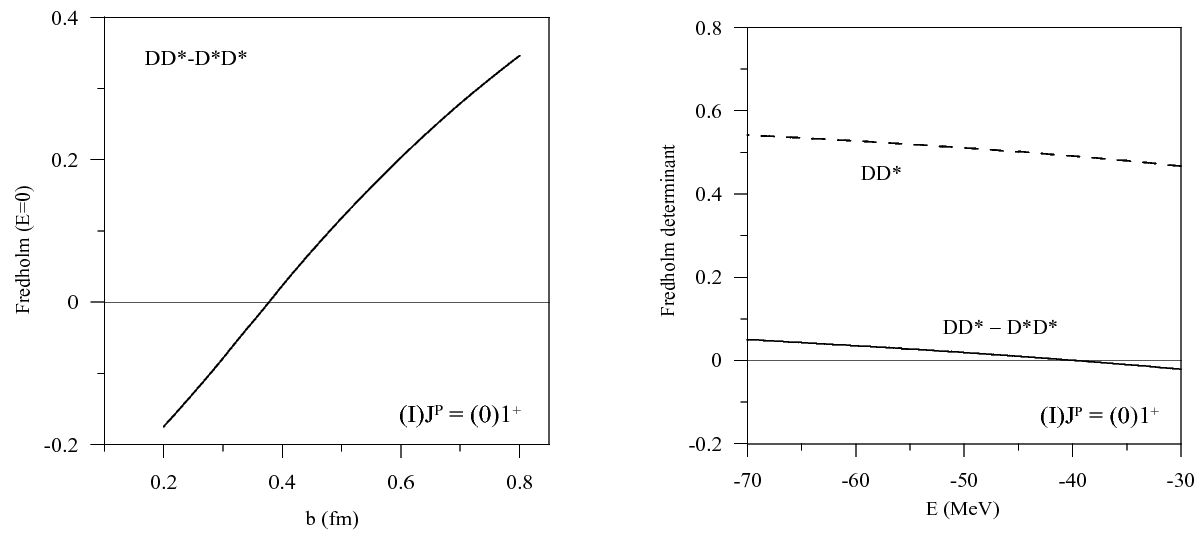 0.4
DD*-D*D*
0.2
Fredholm (E=0)
0
(I)Jᴾ = (0)1⁺
-0.2
0.2 0.4 0.6 0.8
b (fm)
0.8
0.6
DD*
0.4
Fredholm determinant
0.2
DD* – D*D*
0
(I)Jᴾ = (0)1⁺
-0.2
-70 -60 -50 -40 -30
E (MeV)